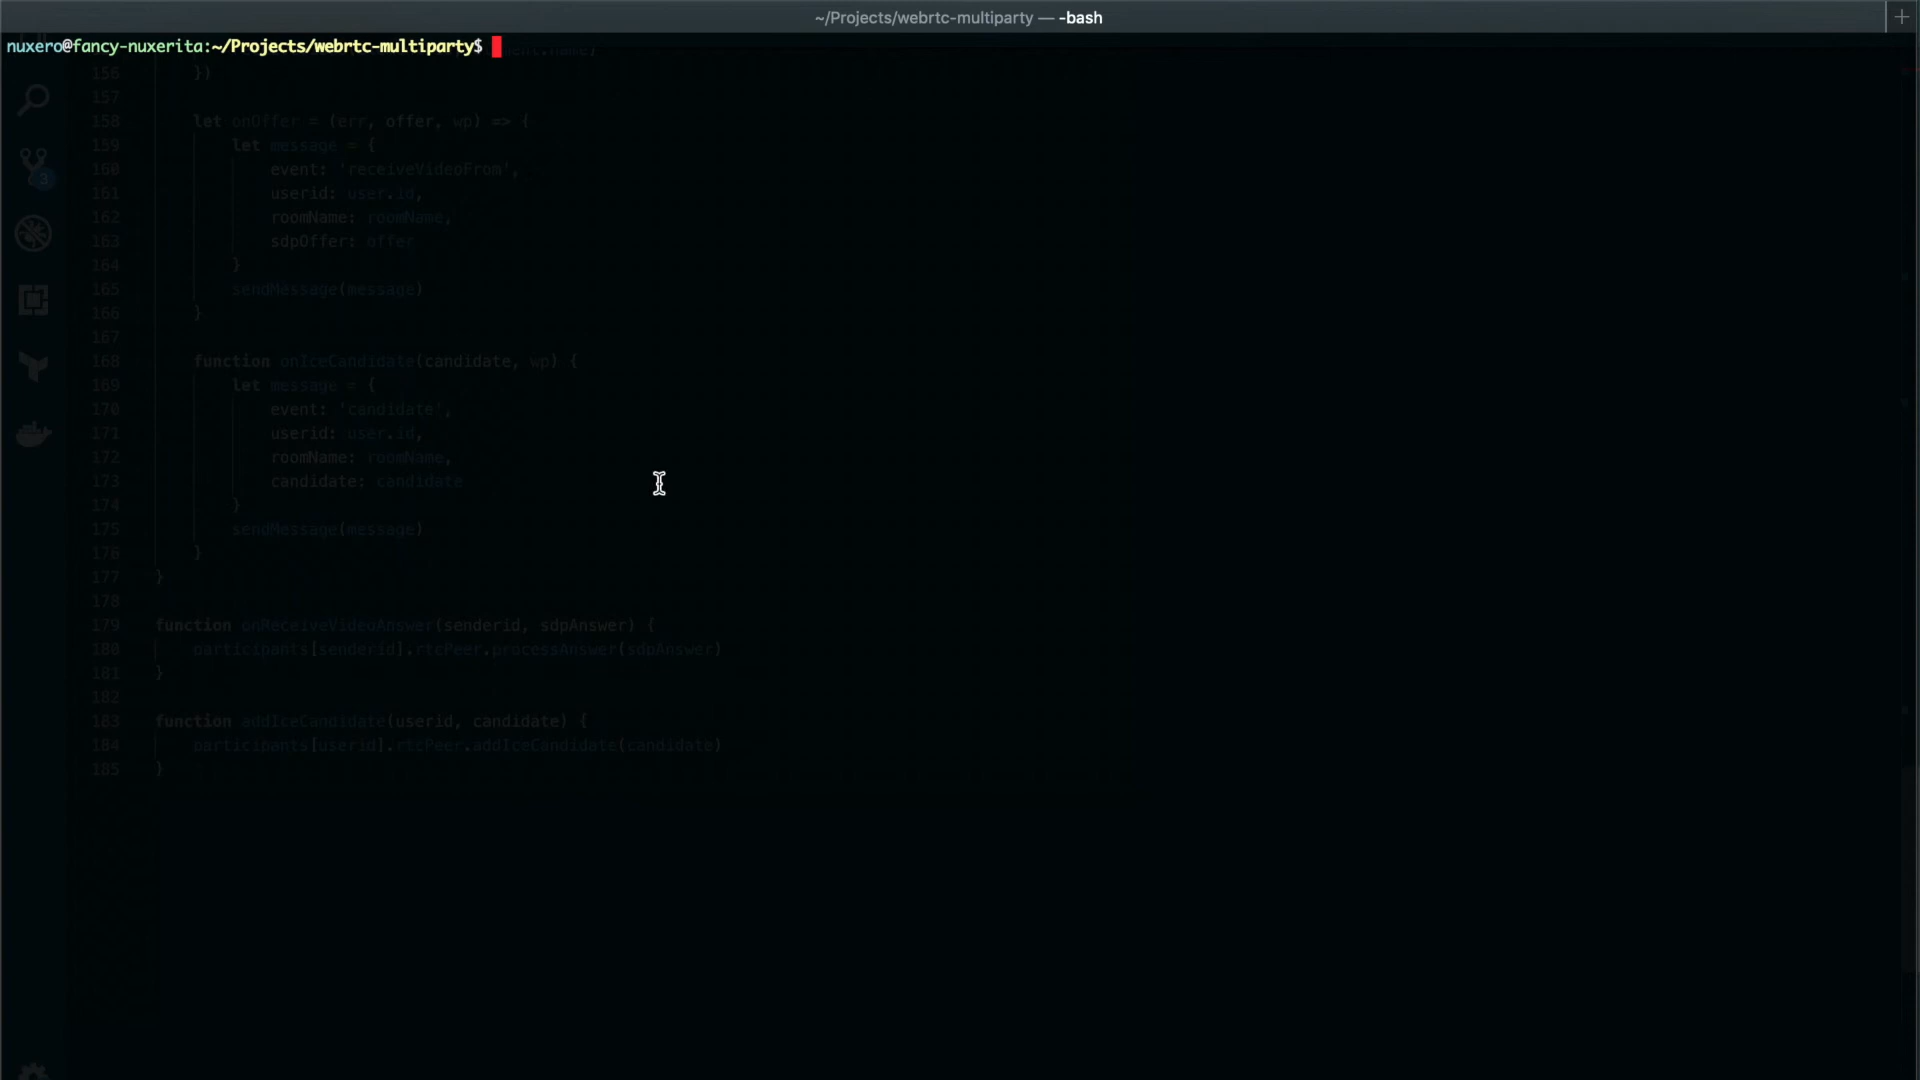 ~/Projects/webrtc-multiparty — -bash
nuxero@fancy-nuxerita:~/Projects/webrtc-multiparty$
156 })
157
158 let onOffer = (err, offer, wp) => {
159 let message = {
160 event: 'receiveVideoFrom',
161 userid: user.id,
162 roomName: roomName,
163 sdpOffer: offer
164 }
165 sendMessage(message)
166 }
167
168 function onIceCandidate(candidate, wp) {
169 let message = {
170 event: 'candidate',
171 userid: user.id,
172 roomName: roomName,
173 candidate: candidate
174 }
175 sendMessage(message)
176 }
177 }
178
179 function onReceiveVideoAnswer(senderid, sdpAnswer) {
180 participants[senderid].rtcPeer.processAnswer(sdpAnswer)
181 }
182
183 function addIceCandidate(userid, candidate) {
184 participants[userid].rtcPeer.addIceCandidate(candidate)
185 }
3